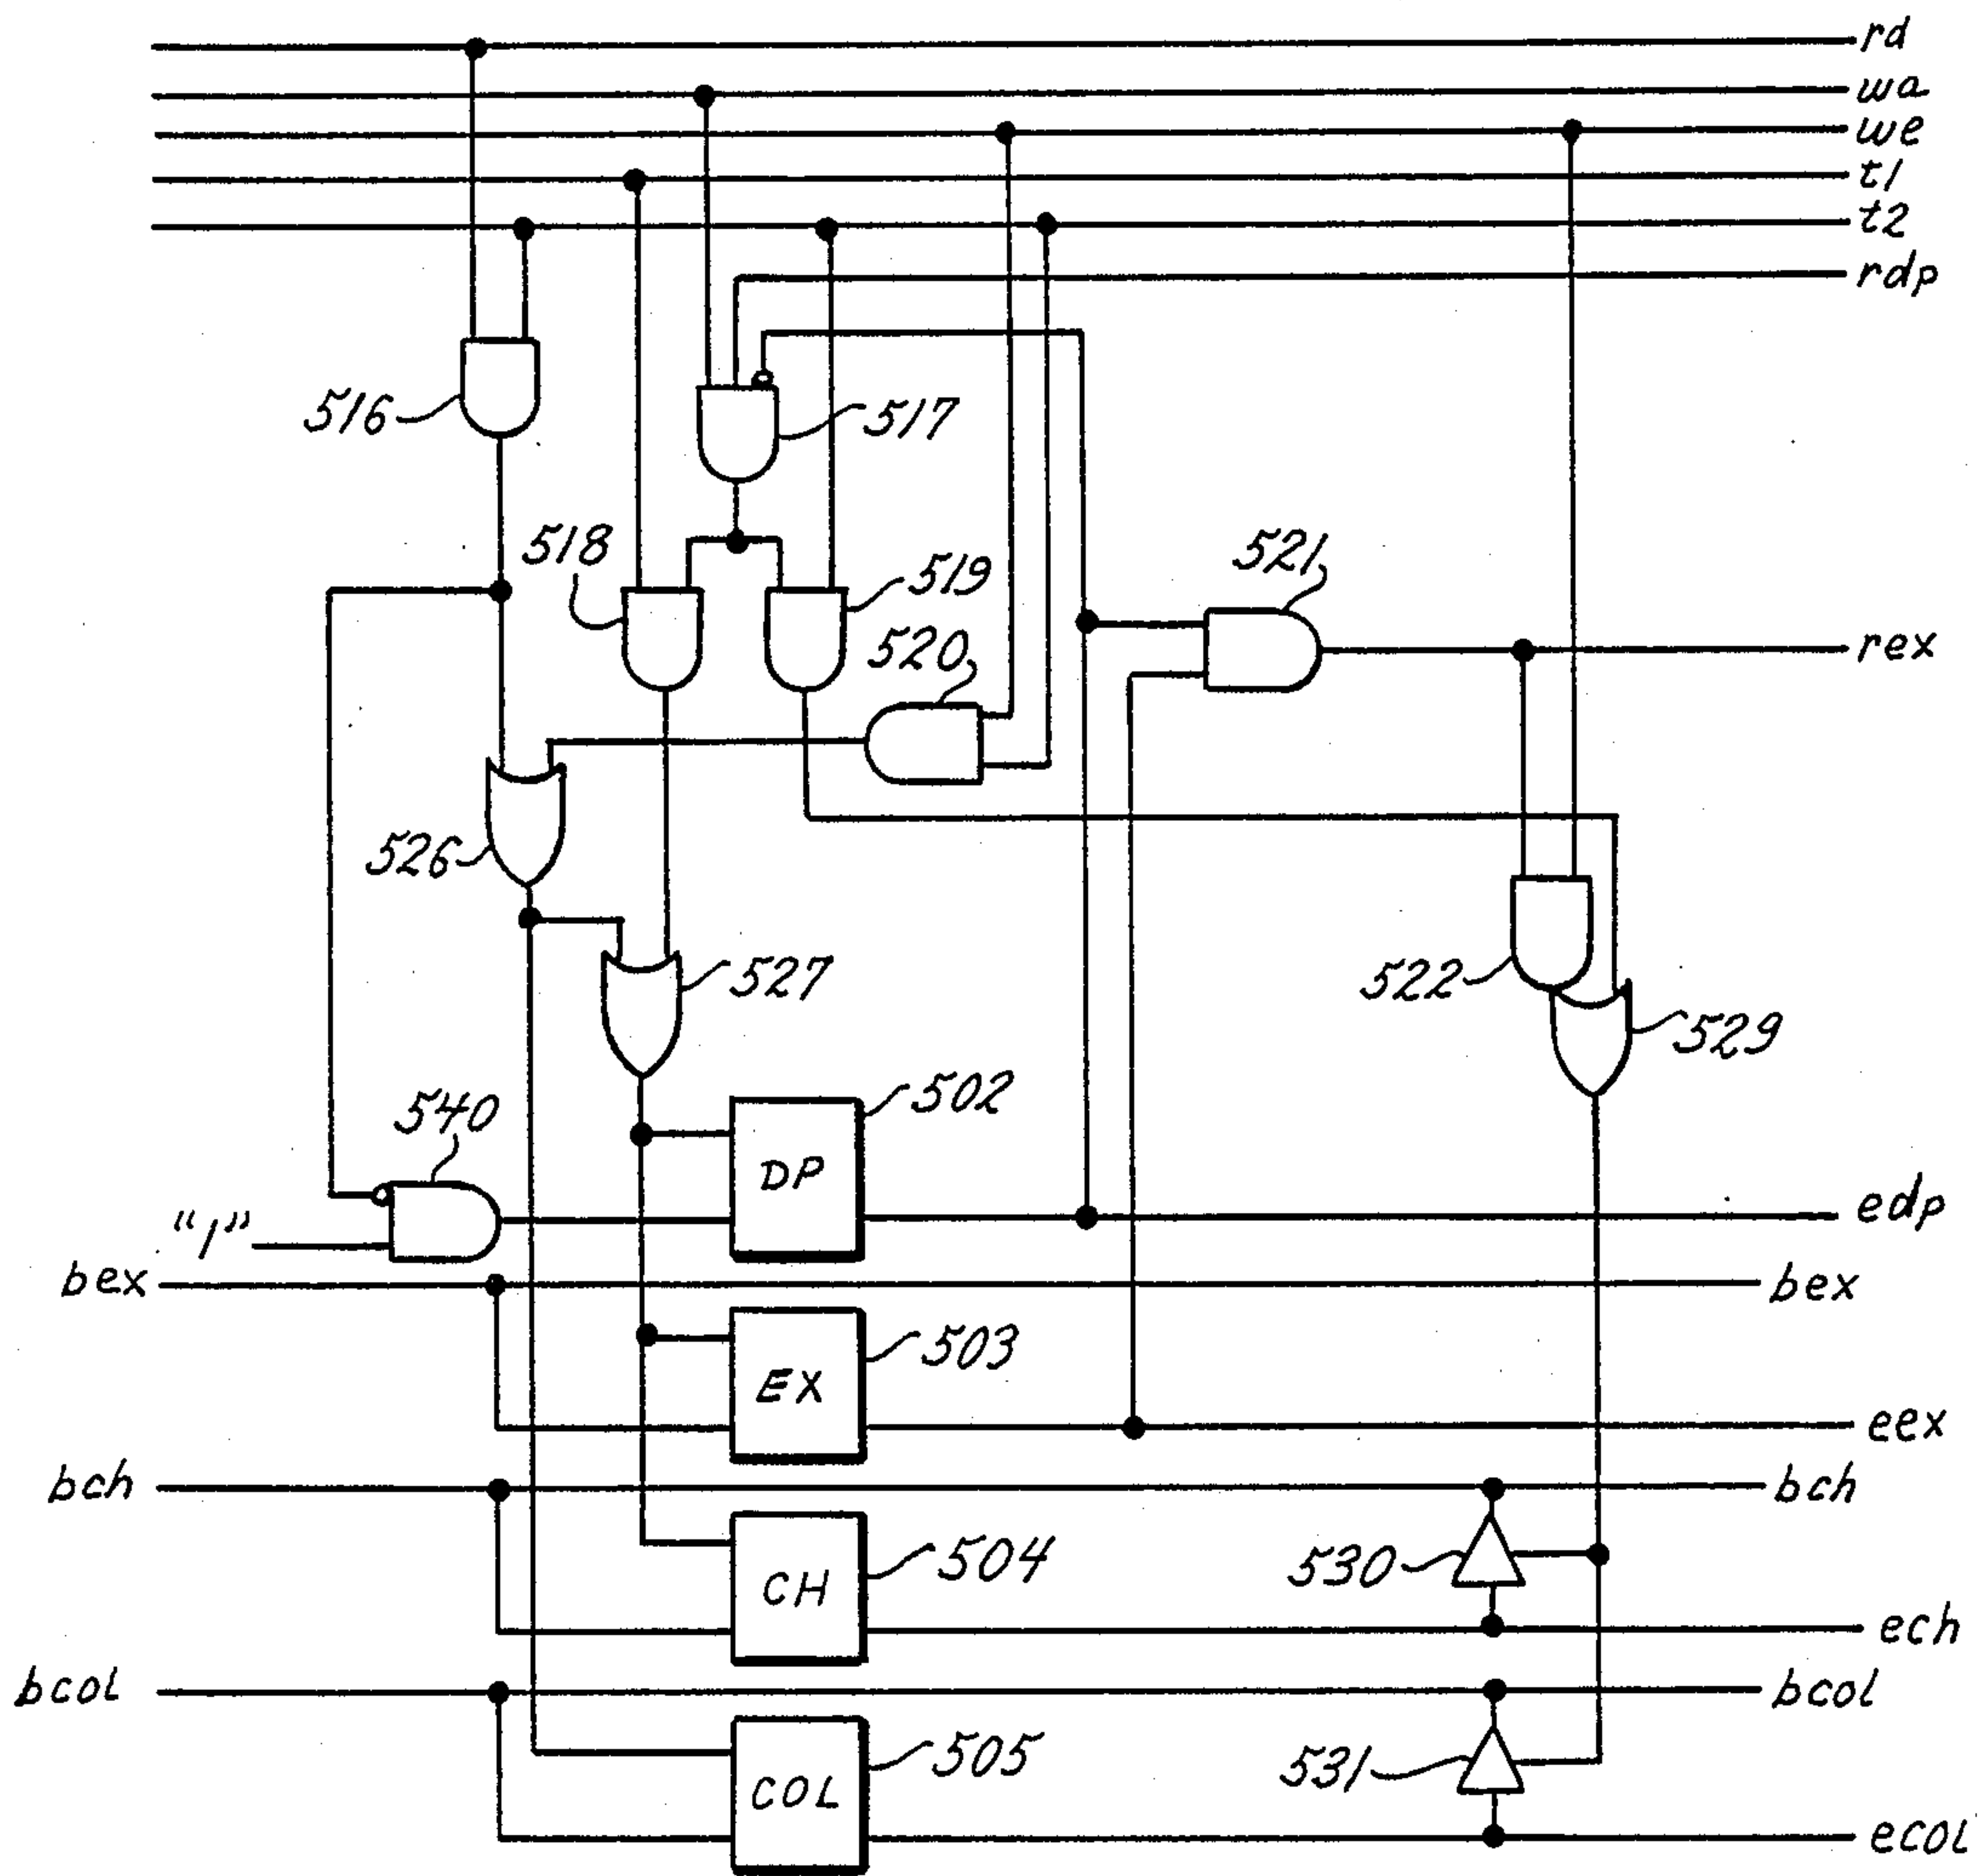 rd
wa
we
t1
t2
rdp
516
517
518
519
521
520
rex
526
522
527
529
540
502
DP
"1"
edp
bex
bex
503
EX
eex
bch
bch
504
530
CH
ech
bcol
bcol
505
531
COL
ecol